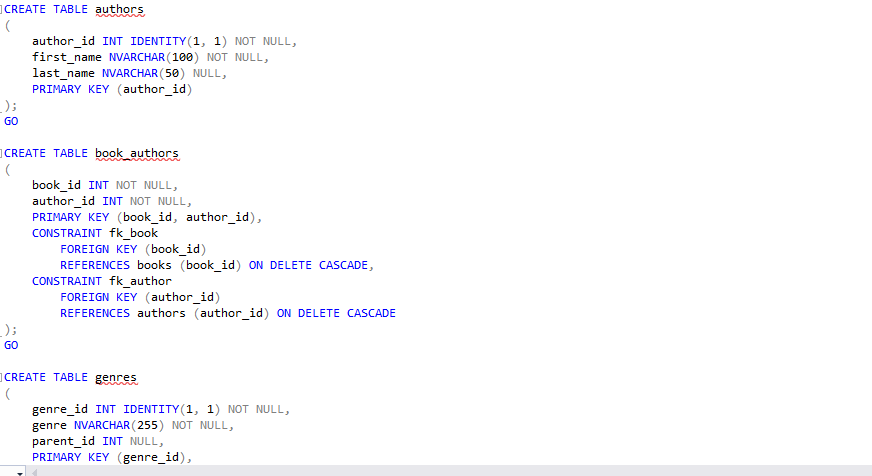 CREATE TABLE authors
(
    author_id INT IDENTITY(1, 1) NOT NULL,
    first_name NVARCHAR(100) NOT NULL,
    last_name NVARCHAR(50) NULL,
    PRIMARY KEY (author_id)
);
GO
CREATE TABLE book_authors
(
    book_id INT NOT NULL,
    author_id INT NOT NULL,
    PRIMARY KEY (book_id, author_id),
    CONSTRAINT fk_book
        FOREIGN KEY (book_id)
        REFERENCES books (book_id) ON DELETE CASCADE,
    CONSTRAINT fk_author
        FOREIGN KEY (author_id)
        REFERENCES authors (author_id) ON DELETE CASCADE
);
GO
CREATE TABLE genres
(
    genre_id INT IDENTITY(1, 1) NOT NULL,
    genre NVARCHAR(255) NOT NULL,
    parent_id INT NULL,
    PRIMARY KEY (genre_id),